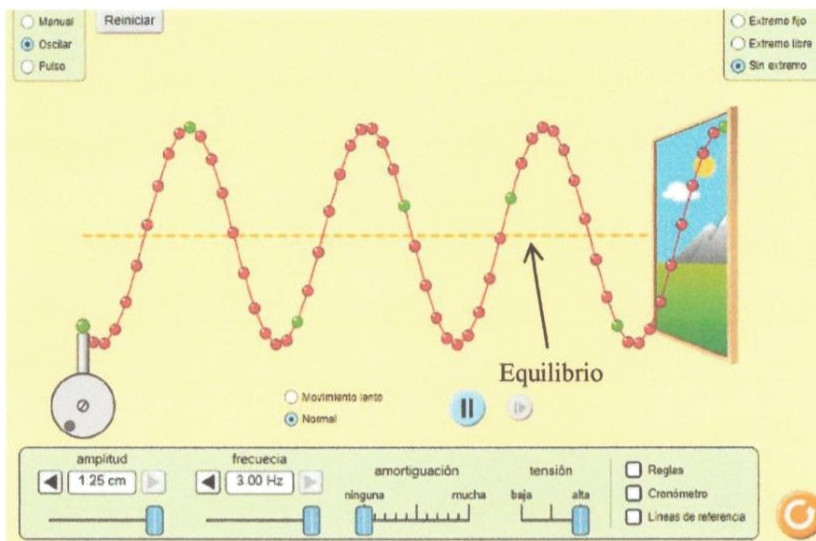 Manual
Oscilar
Pulso
Reiniciar
Extremo fijo
Extremo libre
Sin extremo
Equilibrio
Movimiento lento
Normal
amplitud
1.25 cm
frecuecia
3.00 Hz
amortiguación
ninguna
mucha
tensión
baja
alta
Reglas
Cronómetro
Líneas de referencia